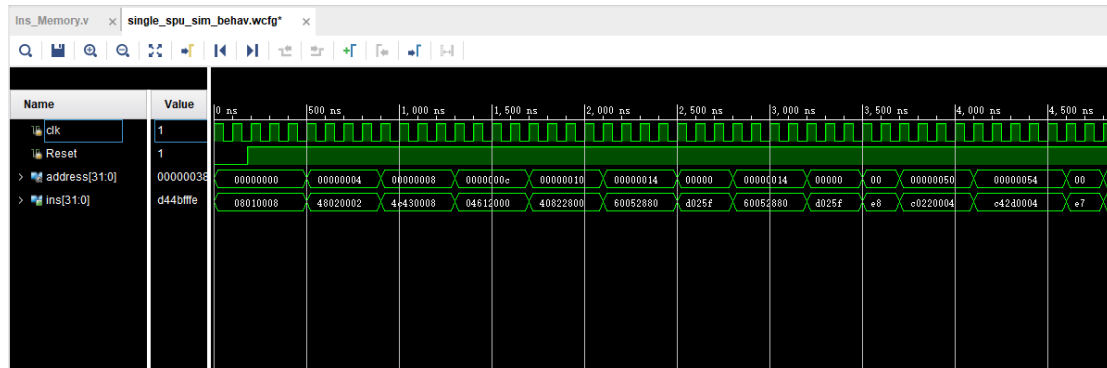 Ins_Memory.v × single_spu_sim_behav.wcfg* ×
Name Value 0 ns 500 ns 1,000 ns 1,500 ns 2,000 ns 2,500 ns 3,000 ns 3,500 ns 4,000 ns 4,500 ns
clk 1
Reset 1
> address[31:0] 00000038 00000000 00000004 00000008 0000000c 00000010 00000014 00000 00000014 00000 00 00000050 00000054 00
> ins[31:0] d44bfffe 08010008 48020002 4c430008 04612000 40822800 60052880 d025f 60052880 d025f e8 c0220004 c42d0004 e7